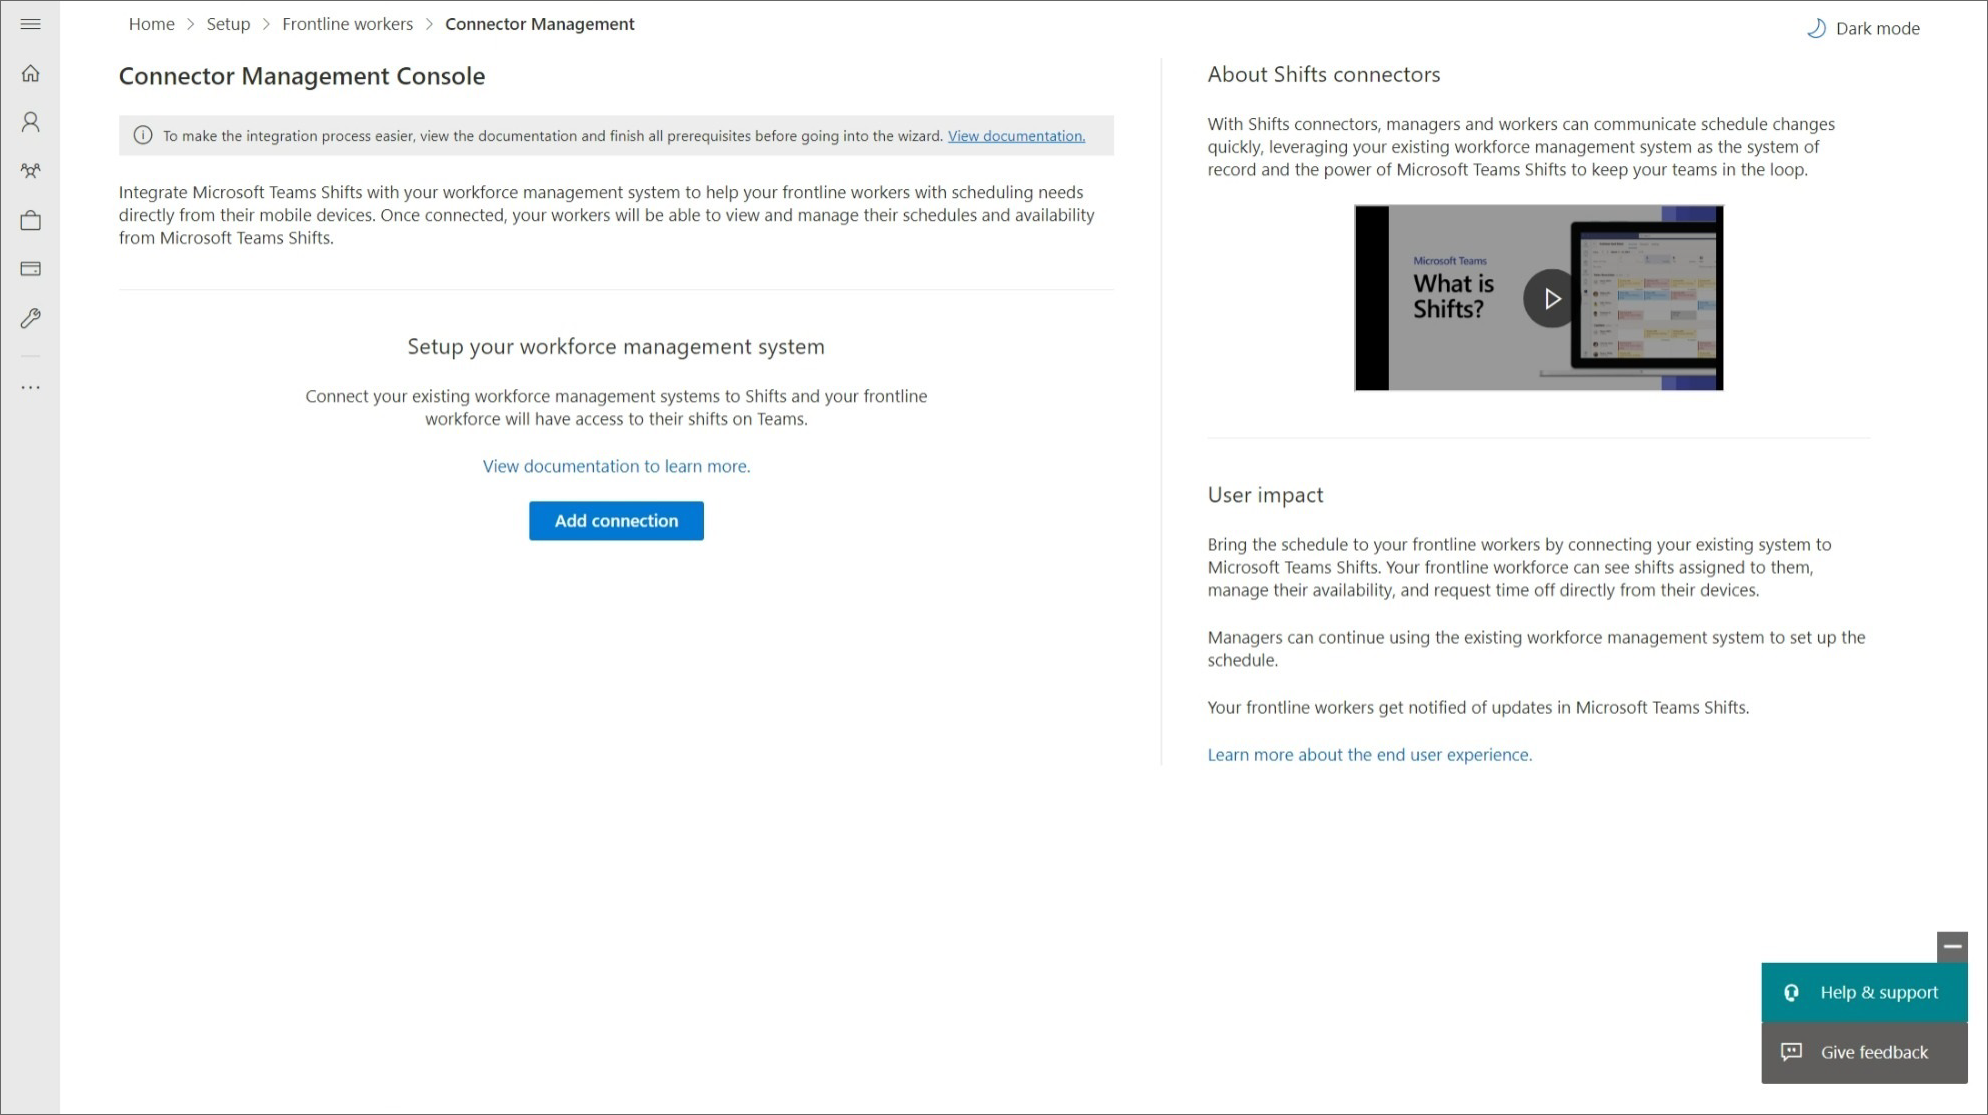 Home > Setup > Frontline workers > Connector Management
Dark mode
Connector Management Console
To make the integration process easier, view the documentation and finish all prerequisites before going into the wizard. View documentation.
Integrate Microsoft Teams Shifts with your workforce management system to help your frontline workers with scheduling needs
directly from their mobile devices. Once connected, your workers will be able to view and manage their schedules and availability
from Microsoft Teams Shifts.
Setup your workforce management system
Connect your existing workforce management systems to Shifts and your frontline
workforce will have access to their shifts on Teams.
View documentation to learn more.
Add connection
About Shifts connectors
With Shifts connectors, managers and workers can communicate schedule changes
quickly, leveraging your existing workforce management system as the system of
record and the power of Microsoft Teams Shifts to keep your teams in the loop.
Microsoft Teams
What is
Shifts?
User impact
Bring the schedule to your frontline workers by connecting your existing system to
Microsoft Teams Shifts. Your frontline workforce can see shifts assigned to them,
manage their availability, and request time off directly from their devices.
Managers can continue using the existing workforce management system to set up the
schedule.
Your frontline workers get notified of updates in Microsoft Teams Shifts.
Learn more about the end user experience.
Help & support
Give feedback